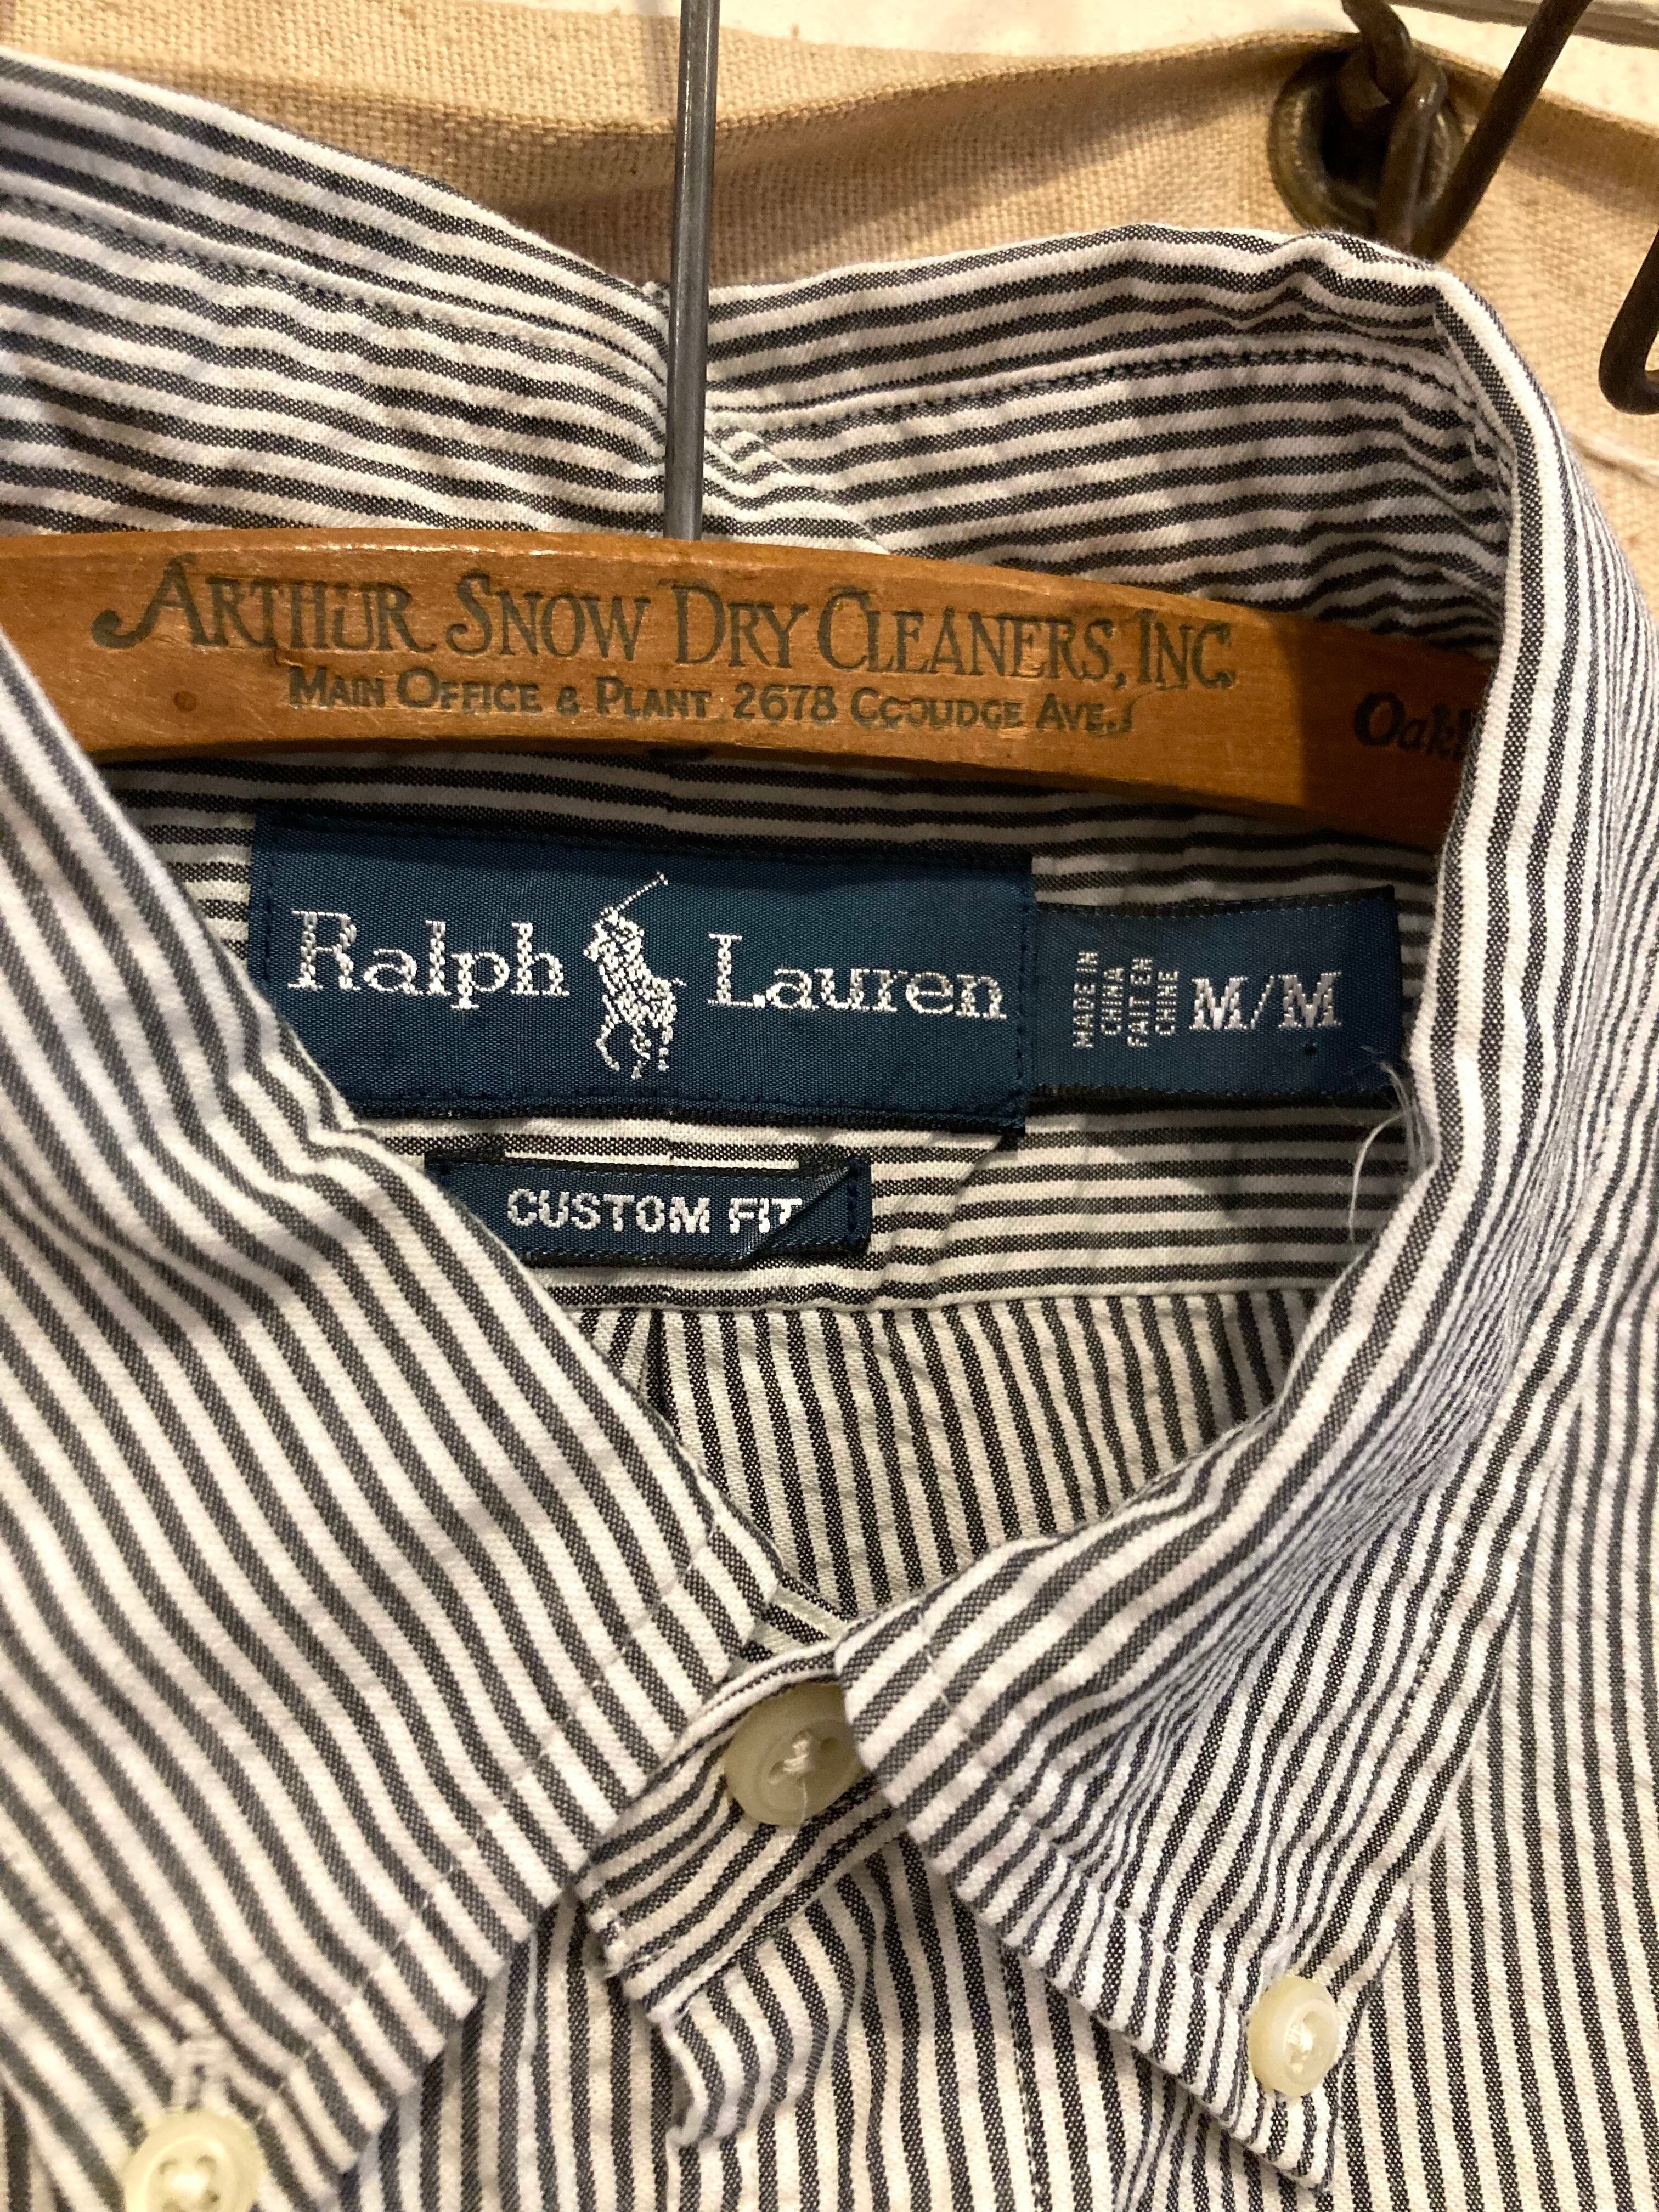 ARTHUR SNOW DRY CLEANERS, INC.
MAIN OFFICE & PLANT 2678 COOLIDGE AVE.
Ralph Lauren
MADE IN
CHINA
FAIT EN
CHINE
M/M
CUSTOM FIT